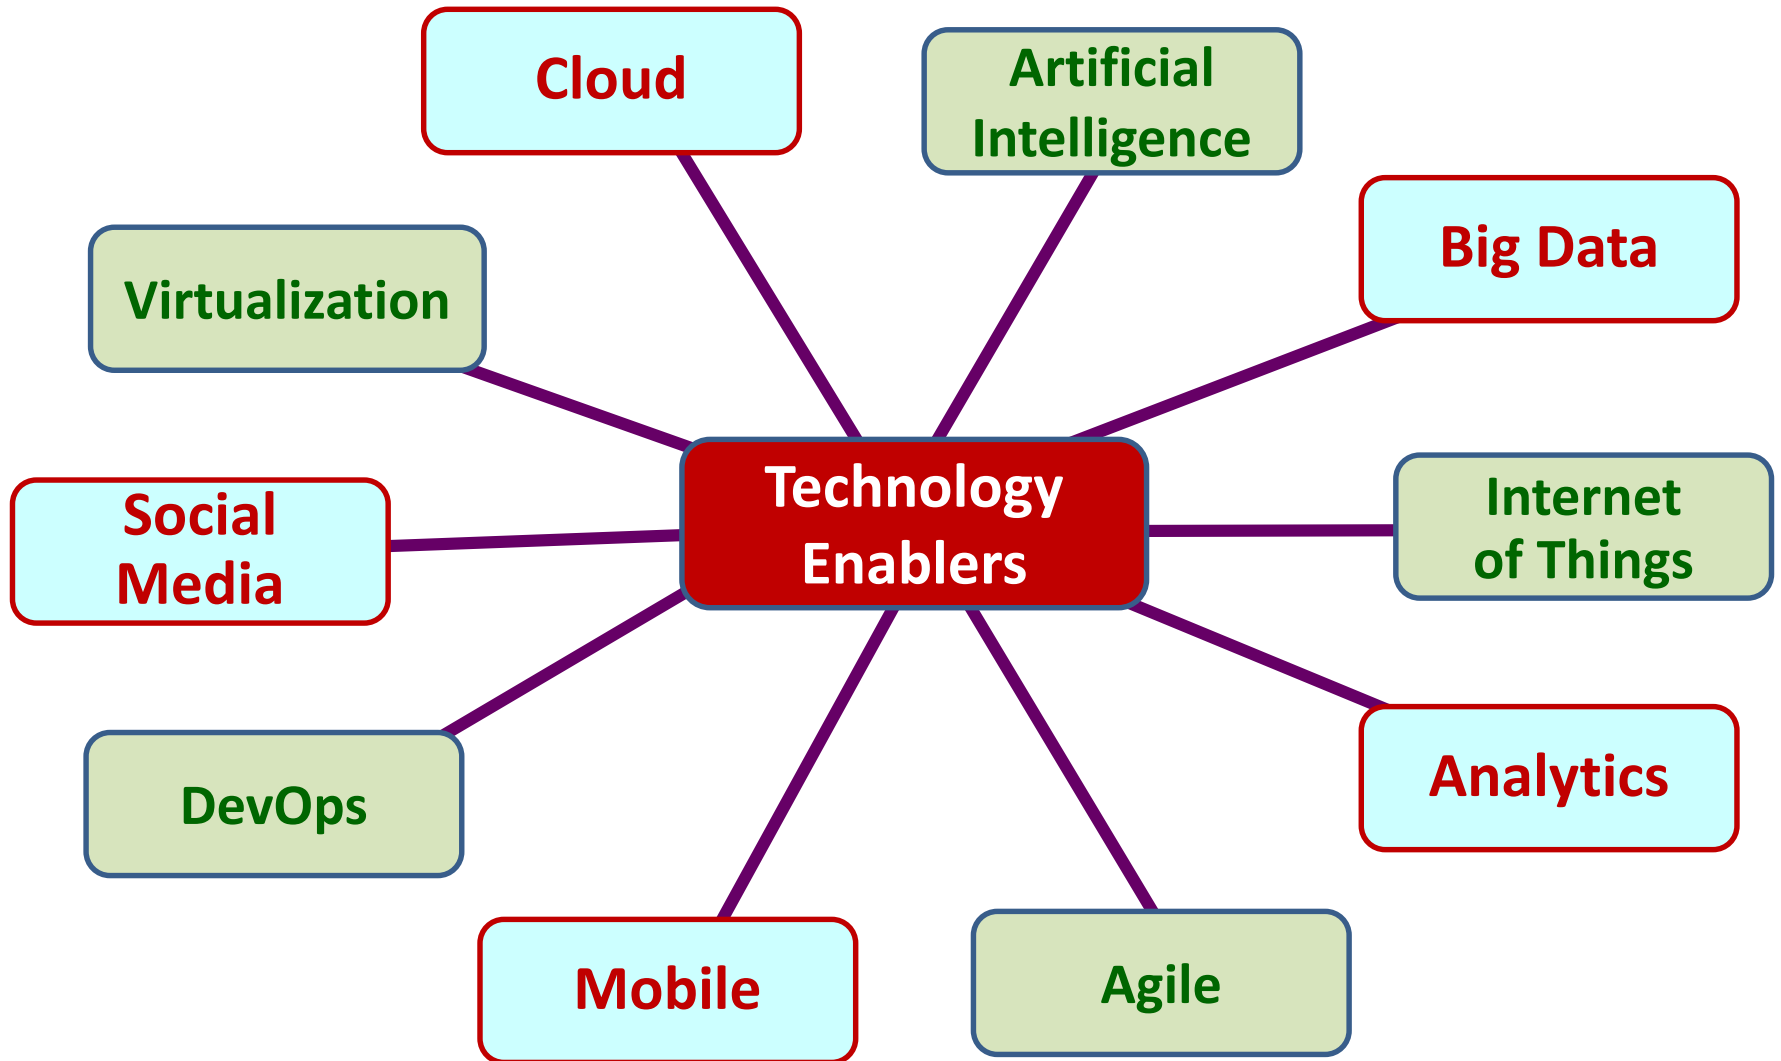 Cloud
Artificial
Intelligence
Big Data
Virtualization
Technology
Enablers
Internet
of Things
Social
Media
Analytics
DevOps
Mobile
Agile